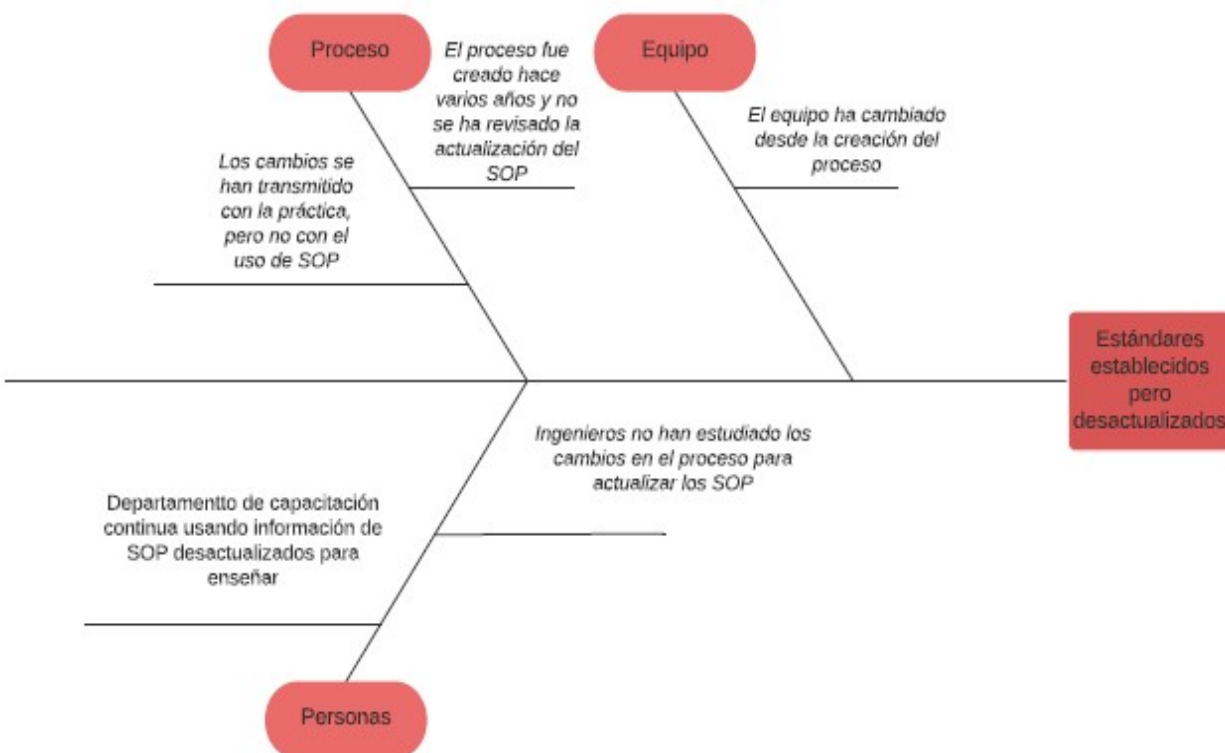 Proceso
El proceso fue
creado hace
varios años y no
se ha revisado la
actualización del
SOP
Equipo
El equipo ha cambiado
desde la creación del
proceso
Los cambios se
han transmitido
con la práctica,
pero no con el
uso de SOP
Estándares
establecidos
pero
desactualizados
Ingenieros no han estudiado los
cambios en el proceso para
actualizar los SOP
Departamentto de capacitación
continua usando información de
SOP desactualizados para
enseñar
Personas